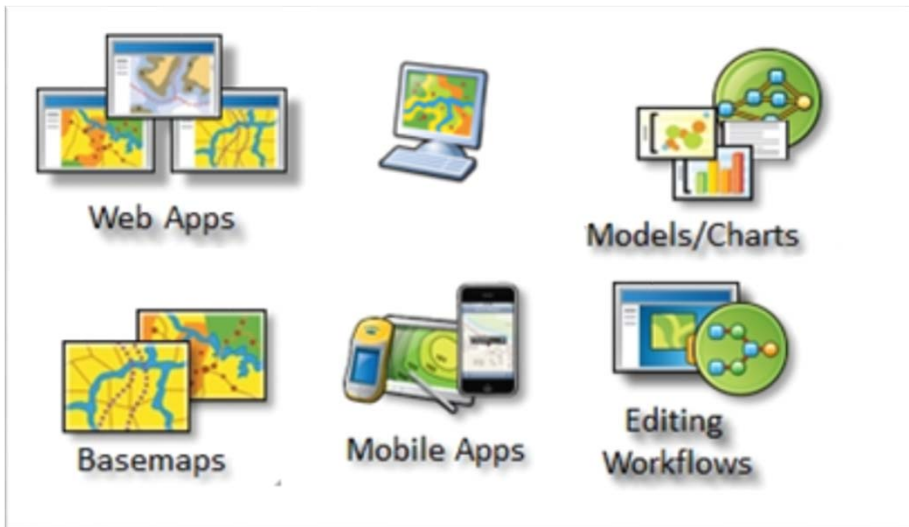 Web Apps
Models/Charts
Basemaps
Mobile Apps
Editing
Workflows